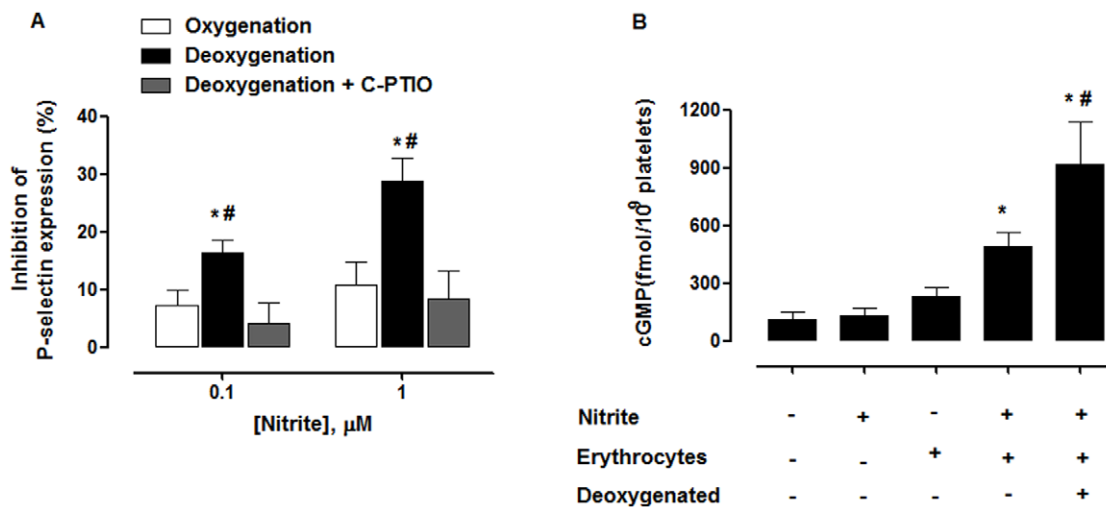 A
Oxygenation
Deoxygenation
Deoxygenation + C-PTIO
Inhibition of
P-selectin expression (%)
40
30
20
10
0
*#
*#
0.1 1
[Nitrite], μM
B
cGMP(fmol/10⁹ platelets)
1200
900
600
300
0
*
*#
Nitrite - + - + +
Erythrocytes - - + + +
Deoxygenated - - - - +